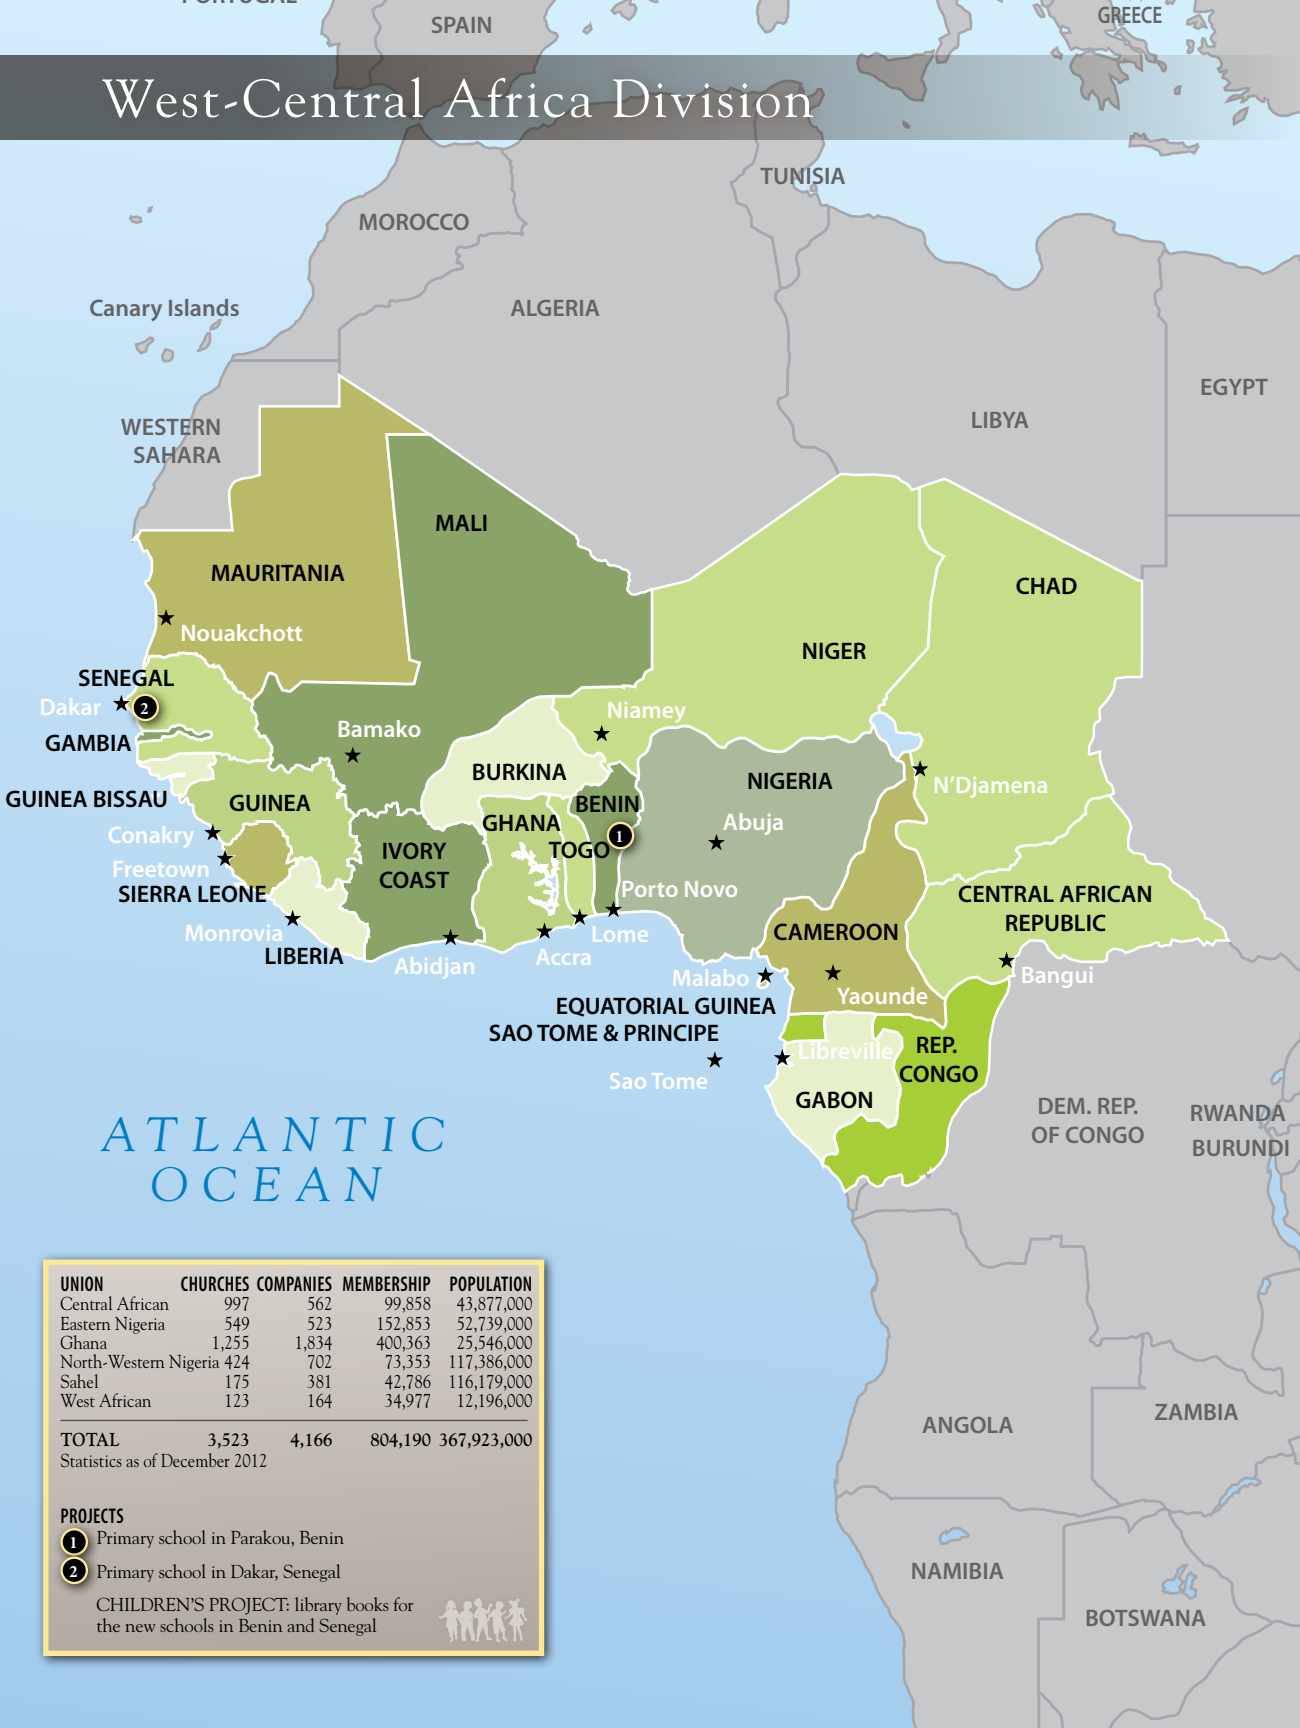 PORTUGAL
SPAIN
GREECE
West-Central Africa Division
TUNISIA
MOROCCO
Canary Islands
ALGERIA
EGYPT
LIBYA
WESTERN
SAHARA
MALI
MAURITANIA
CHAD
Nouakchott
NIGER
SENEGAL
Dakar
2
Niamey
Bamako
GAMBIA
BURKINA
NIGERIA
N'Djamena
GUINEA BISSAU
GUINEA
BENIN
GHANA
Abuja
Conakry
1
IVORY
COAST
TOGO
Freetown
SIERRA LEONE
Porto Novo
CENTRAL AFRICAN
REPUBLIC
Monrovia
LIBERIA
Abidjan
Accra
Lome
CAMEROON
Malabo
Bangui
Yaounde
EQUATORIAL GUINEA
SAO TOME & PRINCIPE
Libreville
REP.
CONGO
Sao Tome
GABON
DEM. REP.
OF CONGO
RWANDA
BURUNDI
ATLANTIC
OCEAN
UNION CHURCHES COMPANIES MEMBERSHIP POPULATION
Central African 997 562 99,858 43,877,000
Eastern Nigeria 549 523 152,853 52,739,000
Ghana 1,255 1,834 400,363 25,546,000
North-Western Nigeria 424 702 73,353 117,386,000
Sahel 175 381 42,786 116,179,000
West African 123 164 34,977 12,196,000
TOTAL 3,523 4,166 804,190 367,923,000
Statistics as of December 2012
PROJECTS
1 Primary school in Parakou, Benin
2 Primary school in Dakar, Senegal
CHILDREN'S PROJECT: library books for
the new schools in Benin and Senegal
ANGOLA
ZAMBIA
NAMIBIA
BOTSWANA